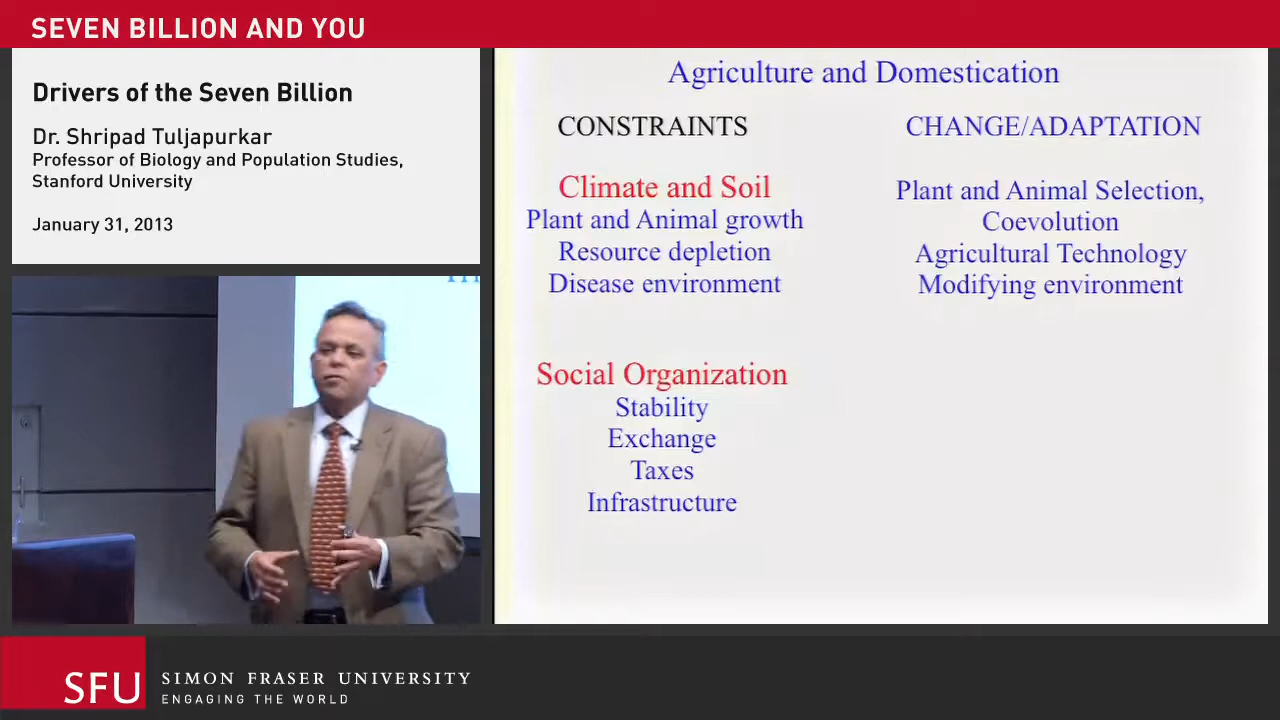 SEVEN BILLION AND YOU
Drivers of the Seven Billion
Dr. Shripad Tuljapurkar
Professor of Biology and Population Studies,
Stanford University
January 31, 2013
Agriculture and Domestication
CONSTRAINTS
Climate and Soil
Plant and Animal growth
Resource depletion
Disease environment
Social Organization
Stability
Exchange
Taxes
Infrastructure
CHANGE/ADAPTATION
Plant and Animal Selection,
Coevolution
Agricultural Technology
Modifying environment
SFU
SIMON FRASER UNIVERSITY
ENGAGING THE WORLD